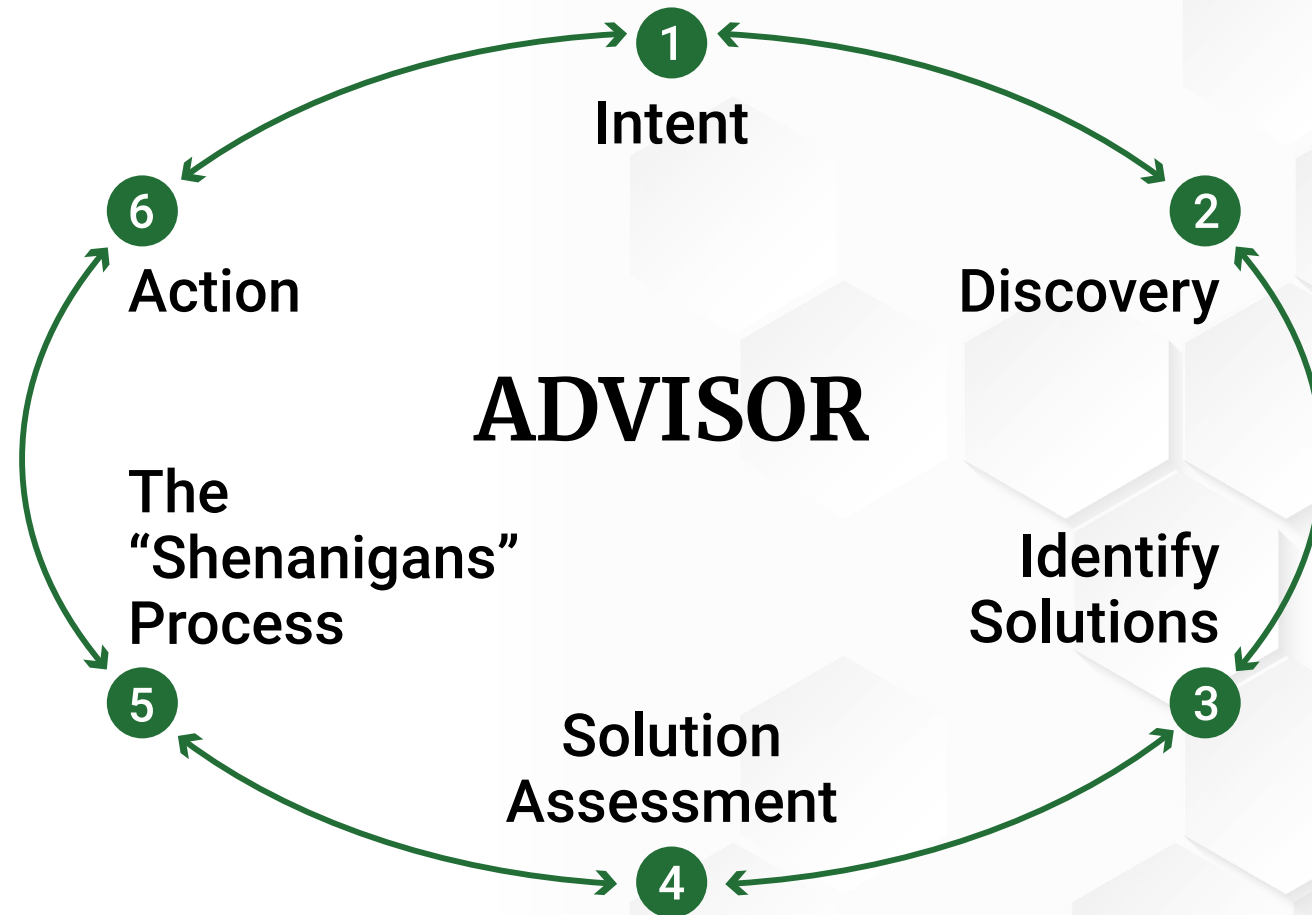 1
Intent
6
2
Action
Discovery
ADVISOR
The
“Shenanigans”
Process
Identify
Solutions
5
3
Solution
Assessment
4